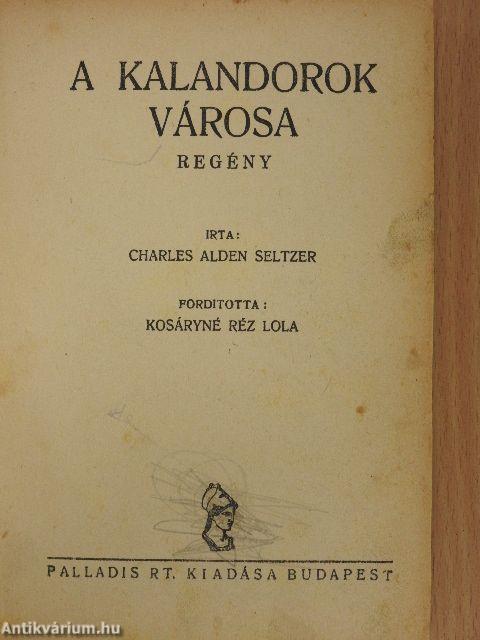 A KALANDOROK
VÁROSA
REGÉNY
IRTA:
CHARLES ALDEN SELTZER
FORDITOTTA:
KOSÁRYNÉ RÉZ LOLA
PALLADIS RT. KIADÁSA BUDAPEST
Antikvárium.hu